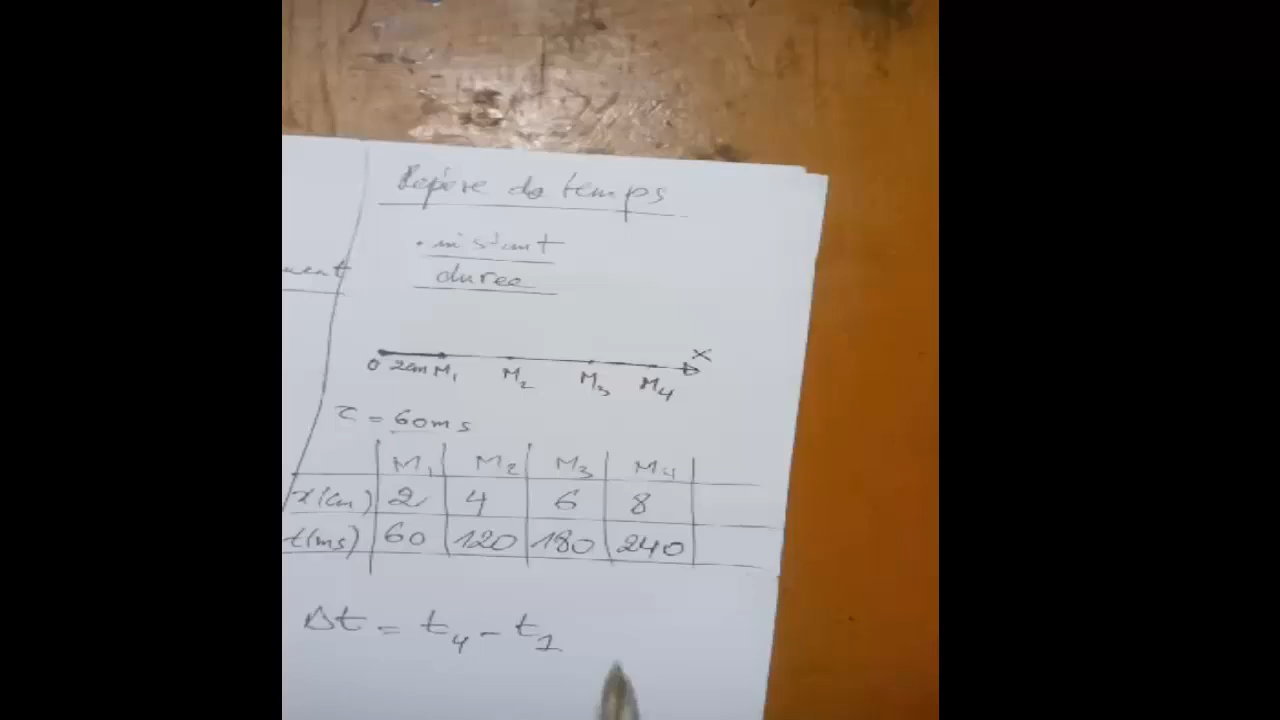 Repère de temps
• instant
durée
ment
O 2cm M1 M2 M3 M4 X
τ = 60ms
M1 M2 M3 M4
x(cm) 2 4 6 8
t(ms) 60 120 180 240
Δt = t4 - t1